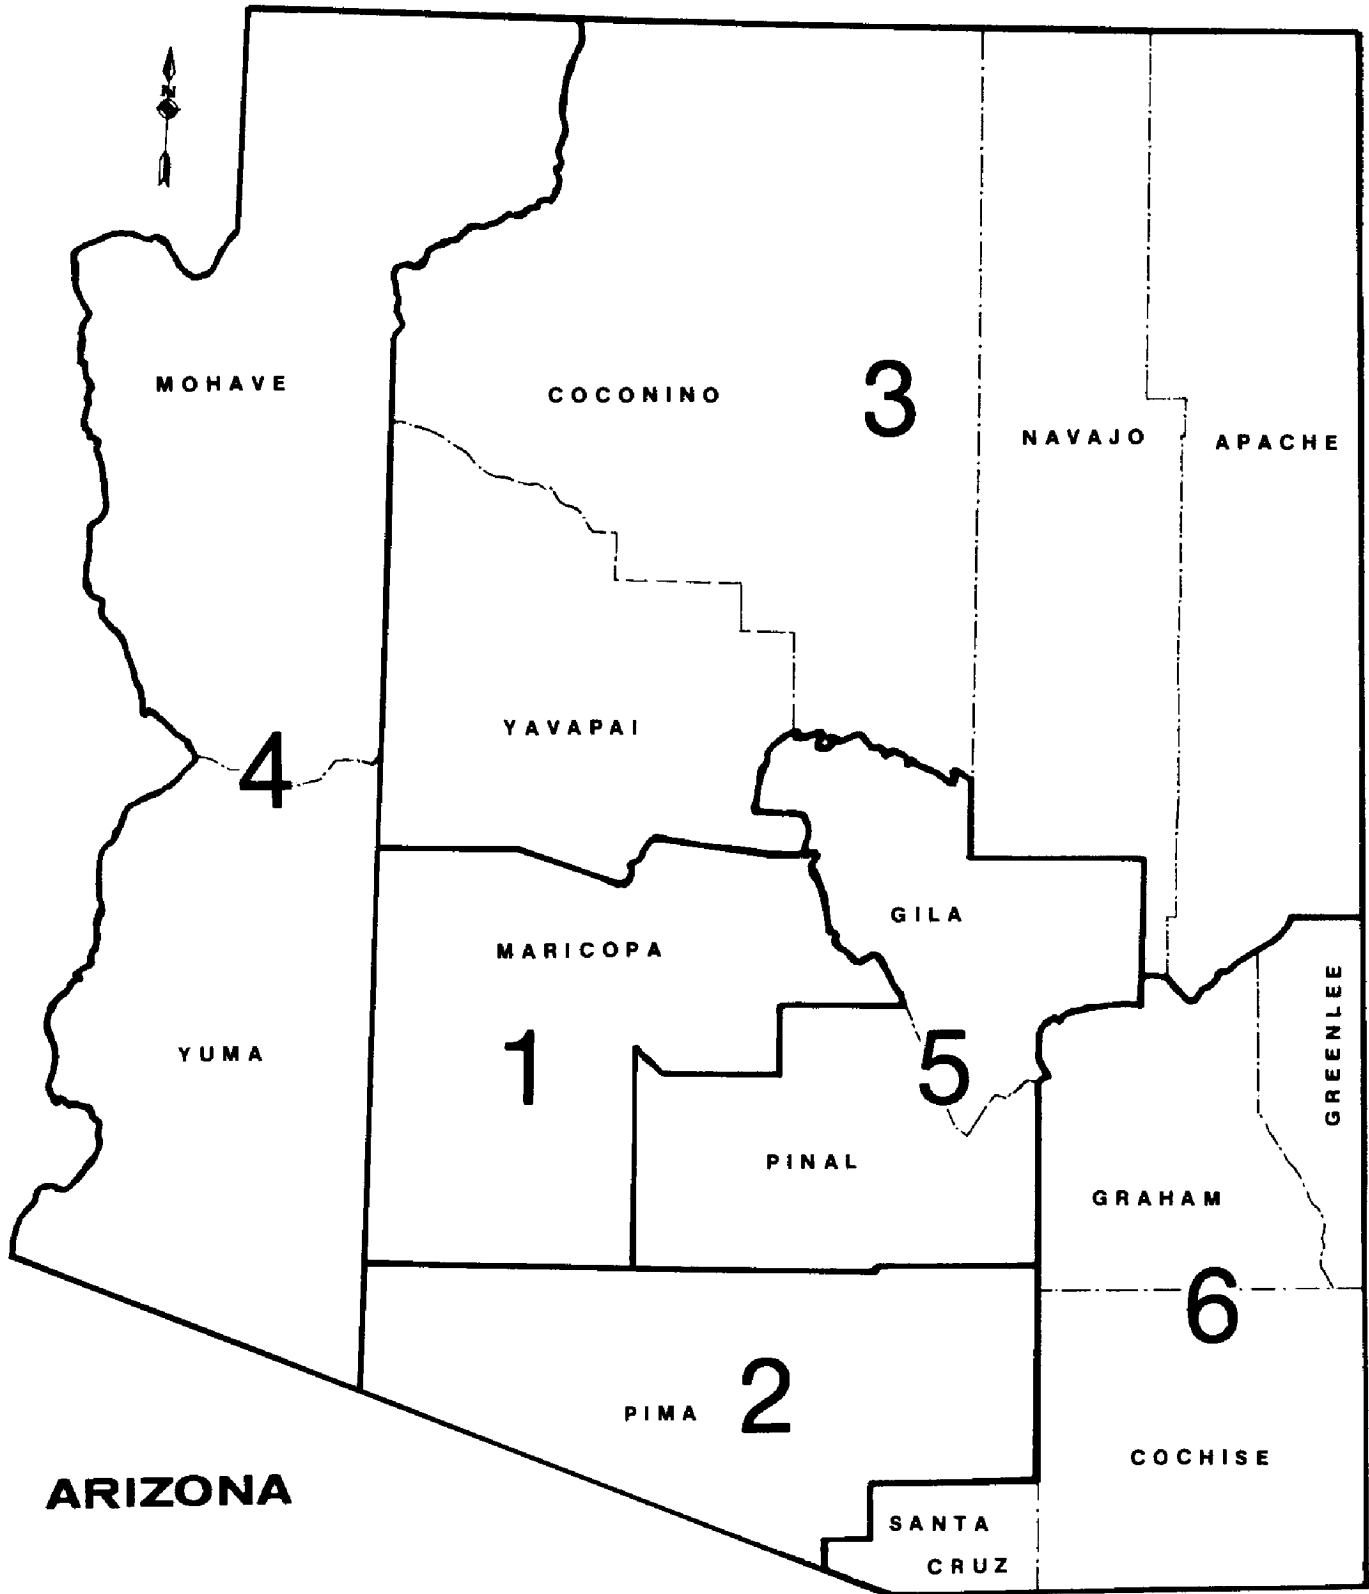 N
MOHAVE
COCONINO
3
NAVAJO
APACHE
YAVAPAI
4
GILA
MARICOPA
GREENLEE
YUMA
1
5
PINAL
GRAHAM
6
2
PIMA
COCHISE
ARIZONA
SANTA
CRUZ